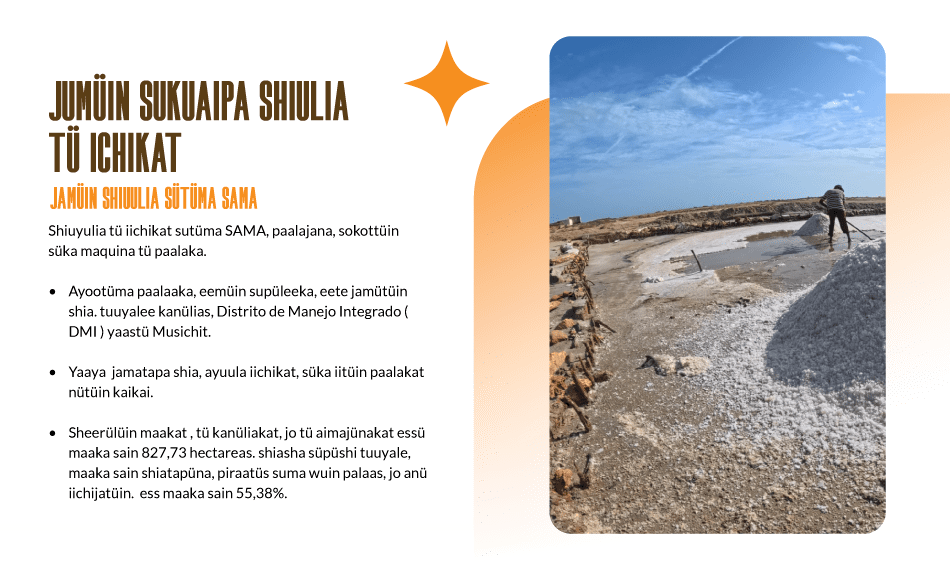 JUMÜIN SUKUAIPA SHIULIA
TÜ ICHIKAT
JAMÜIN SHIUULIA SÜTÜMA SAMA
Shiuyulia tü iichikat sutüma SAMA, paalajana, sokottüin
süka maquina tü paalaka.
• Ayootüma paalaaka, eemüin supüleeka, eete jamütüin
shia. tuuyalee kanülias, Distrito de Manejo Integrado (
DMI ) yaastü Musichit.
• Yaaya jamatapa shia, ayuula iichikat, süka iitüin paalakat
nütüin kaikai.
• Sheerülüin maakat , tü kanüliakat, jo tü aimajünakat essü
maaka sain 827,73 hectareas. shiasha süpüshi tuuyale,
maaka sain shiatapüna, piraatüs suma wuin palaas, jo anü
iichijatüin. ess maaka sain 55,38%.